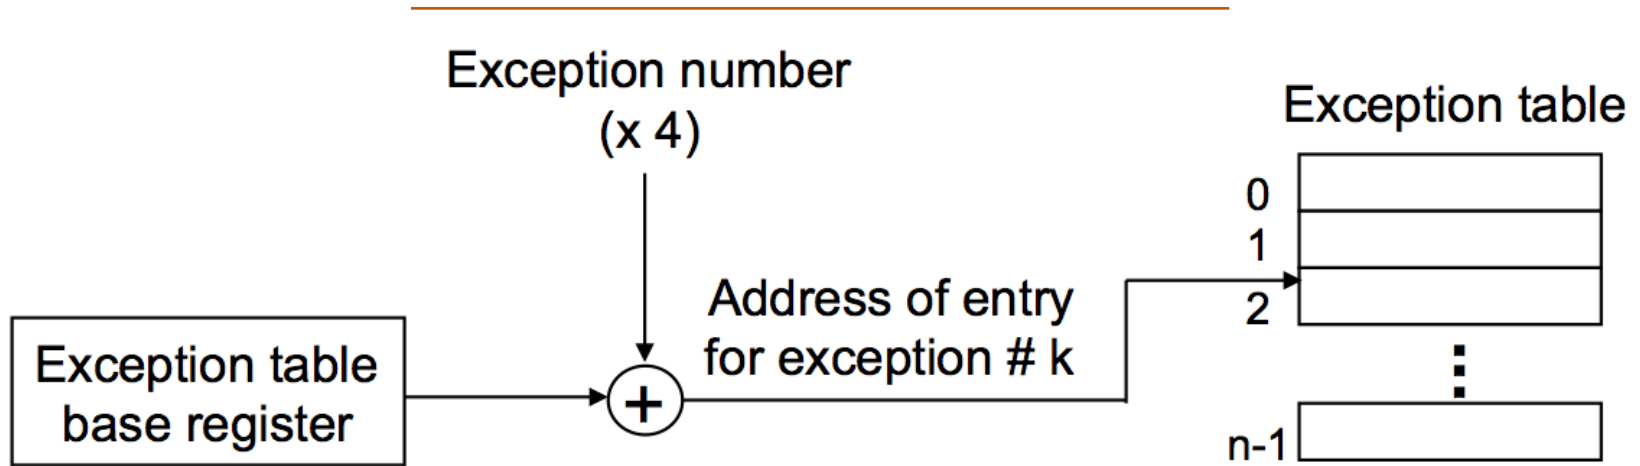 Exception number
(x 4)
Exception table
0
1
2
n-1
Address of entry
for exception # k
Exception table
base register
+